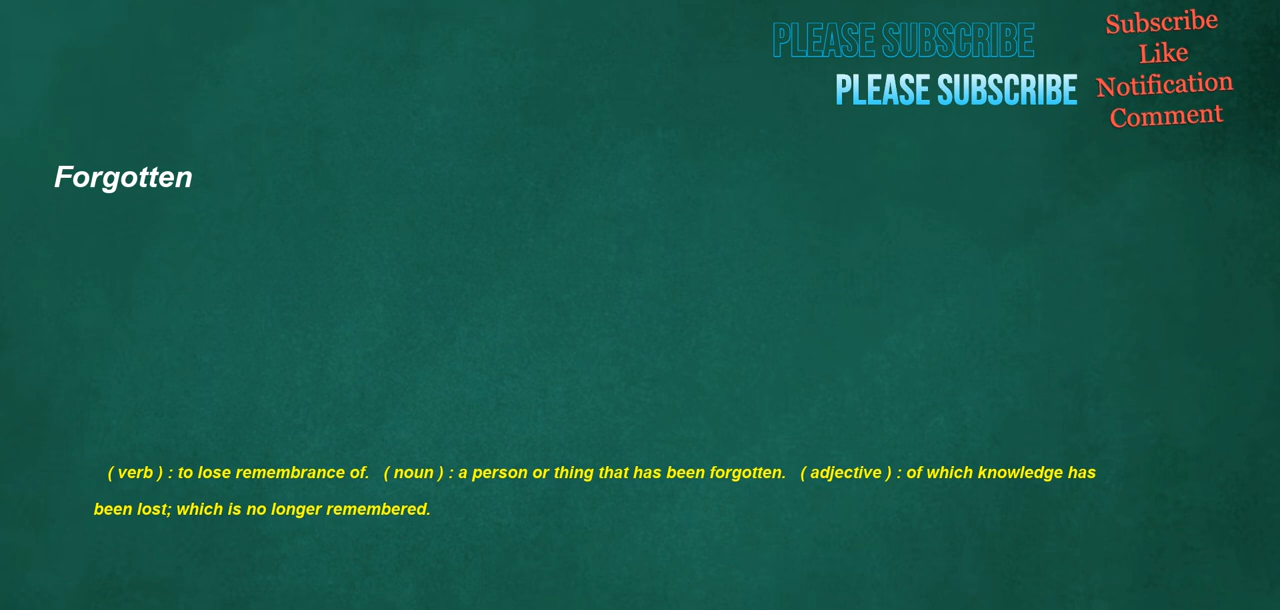 PLEASE SUBSCRIBE
PLEASE SUBSCRIBE
Subscribe
Like
Notification
Comment
Forgotten
( verb ) : to lose remembrance of. ( noun ) : a person or thing that has been forgotten. ( adjective ) : of which knowledge has
been lost; which is no longer remembered.